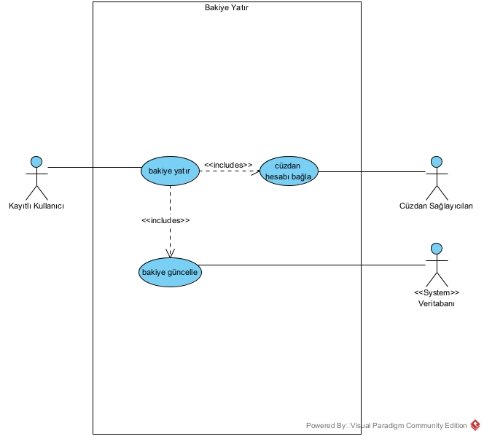 Bakiye Yatır
bakiye yatır
<<includes>>
cüzdan
hesabı bağla
Kayıtlı Kullanıcı
Cüzdan Sağlayıcıları
<<includes>>
bakiye güncelle
<<System>>
Veritabanı
Powered By: Visual Paradigm Community Edition